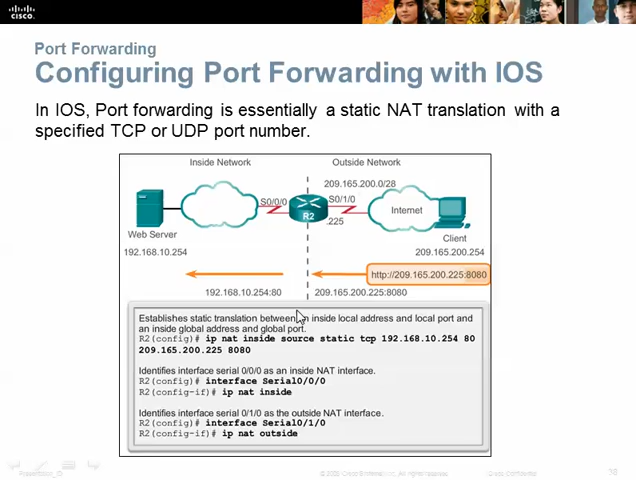 CISCO
Port Forwarding
Configuring Port Forwarding with IOS
In IOS, Port forwarding is essentially a static NAT translation with a
specified TCP or UDP port number.
Inside Network
Outside Network
209.165.200.0/28
S0/0/0
S0/1/0
R2
.225
Internet
Web Server
Client
192.168.10.254
209.165.200.254
http://209.165.200.225:8080
192.168.10.254:80
209.165.200.225:8080
Establishes static translation between an inside local address and local port and
an inside global address and global port.
R2(config)# ip nat inside source static tcp 192.168.10.254 80
209.165.200.225 8080
Identifies interface serial 0/0/0 as an inside NAT interface.
R2(config)# interface Serial0/0/0
R2(config-if)# ip nat inside
Identifies interface serial 0/1/0 as the outside NAT interface.
R2(config)# interface Serial0/1/0
R2(config-if)# ip nat outside
Presentation_ID
Cisco Confidential